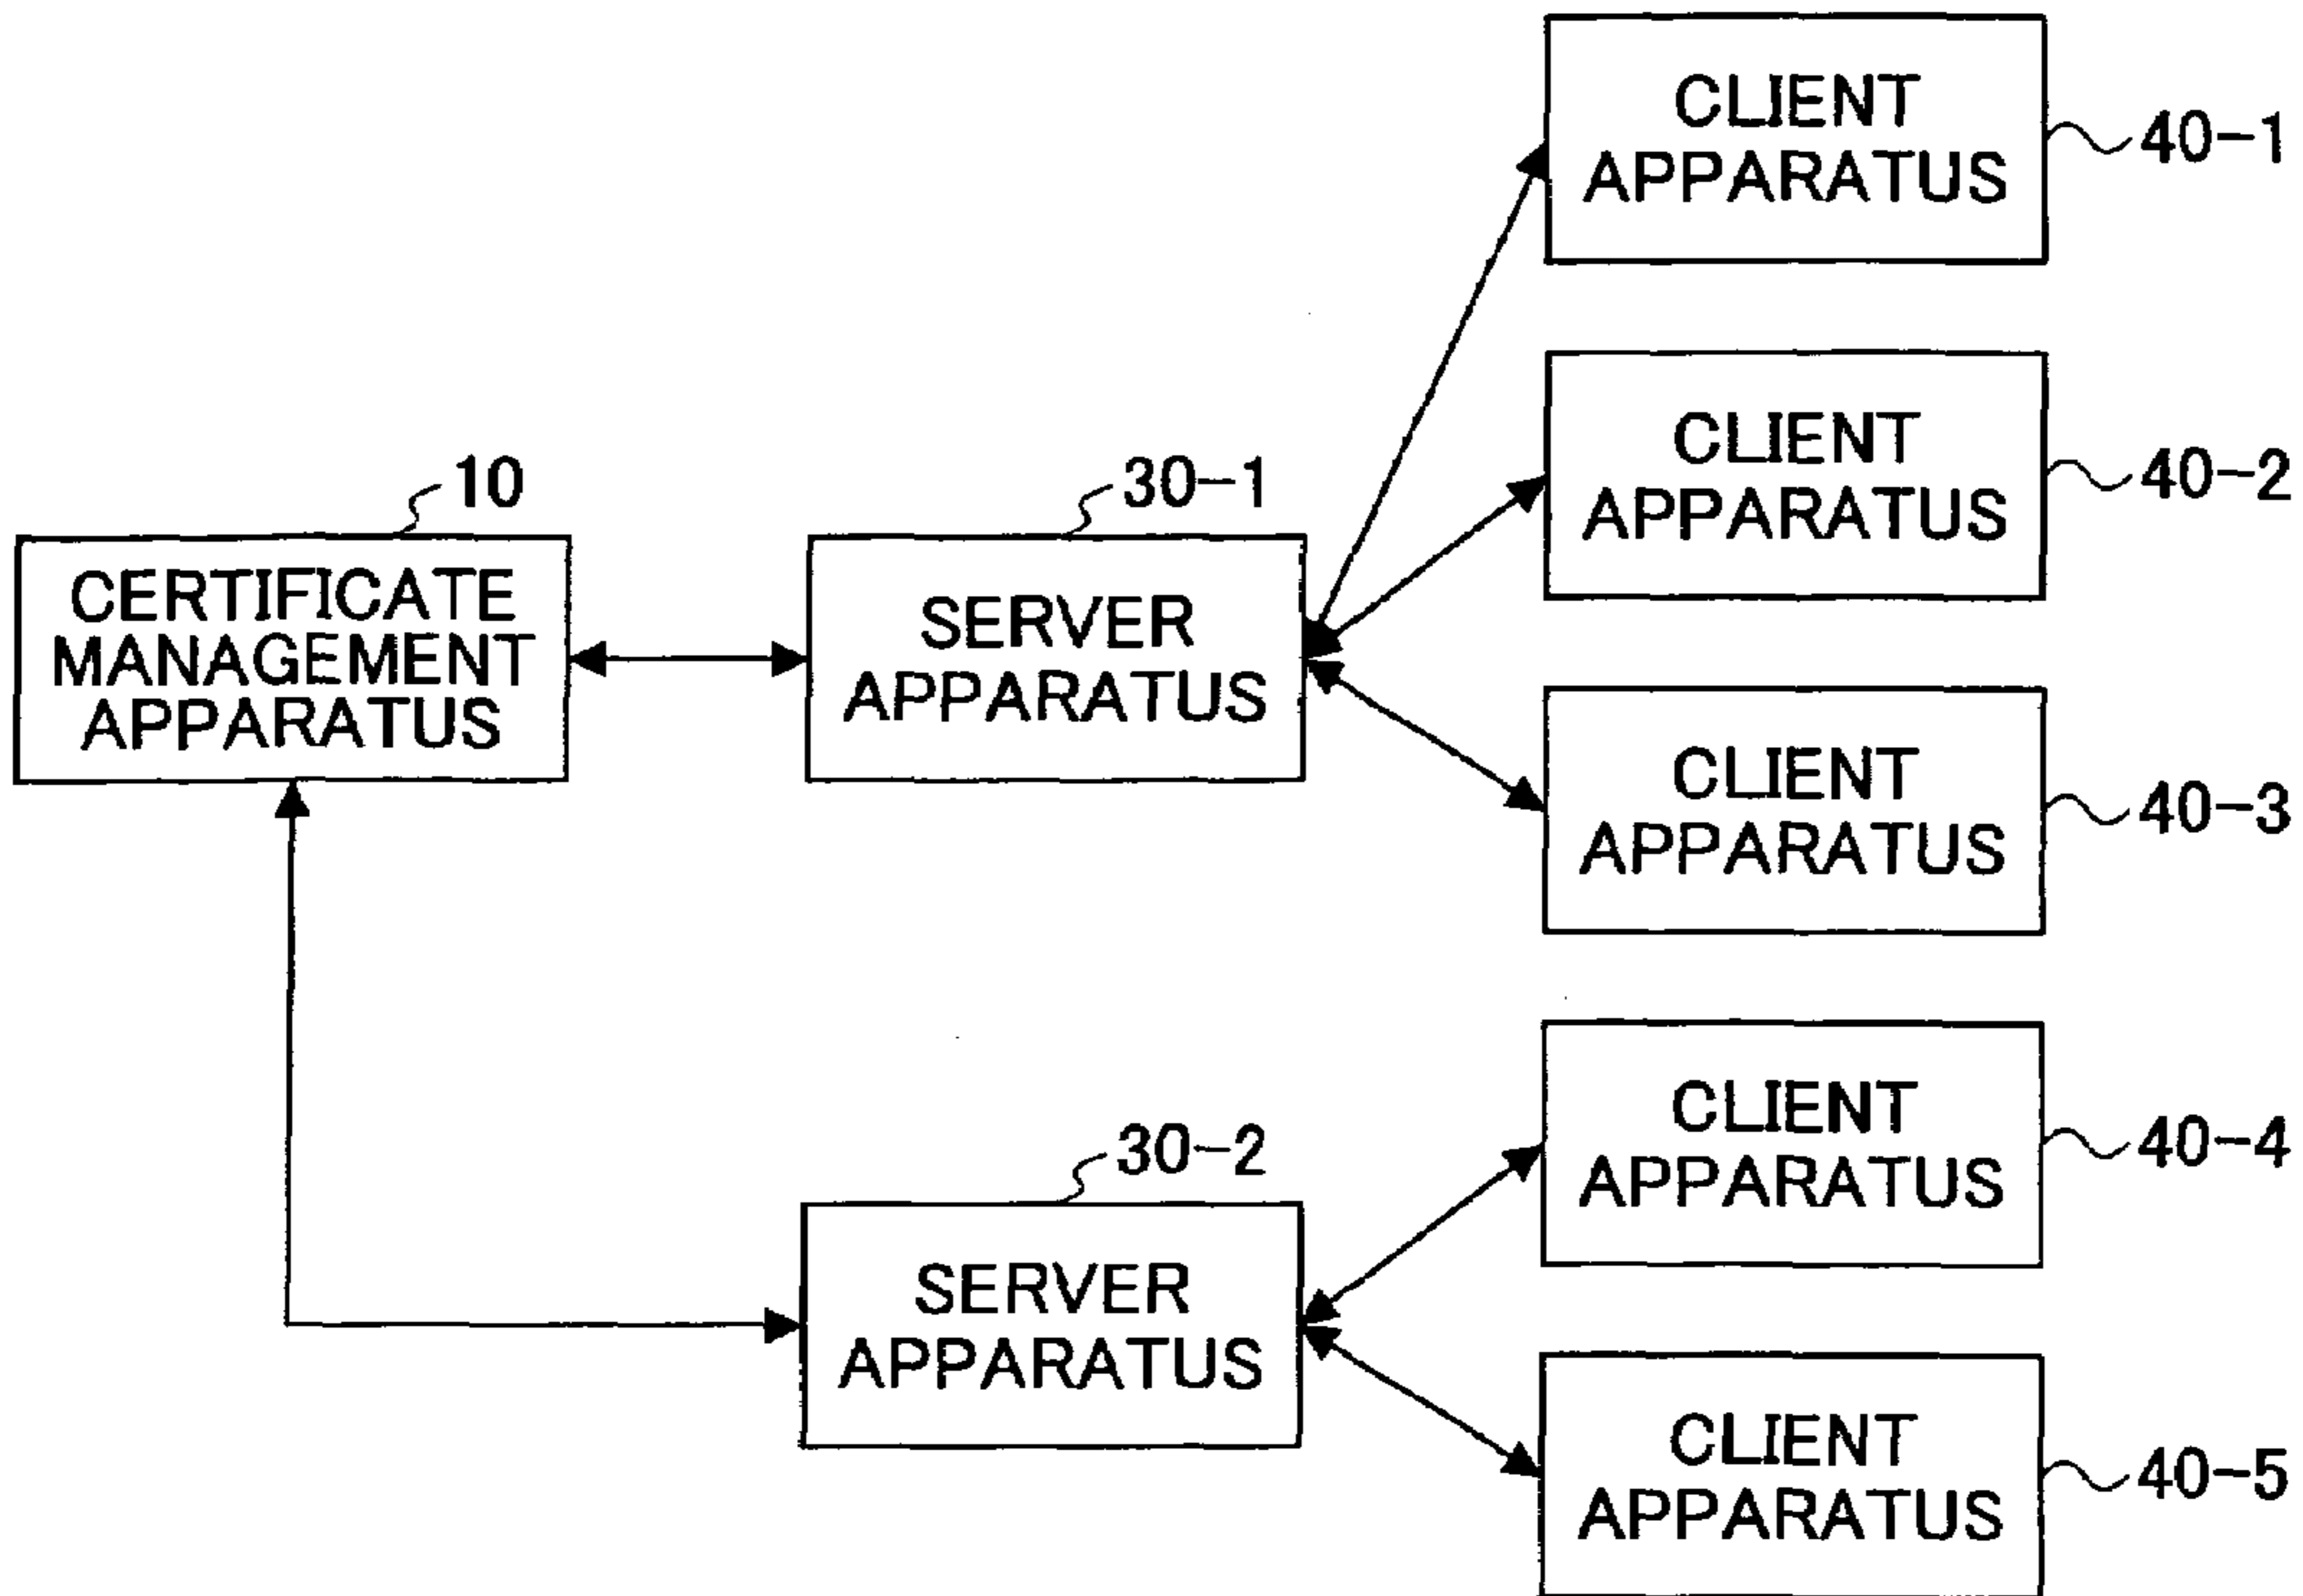 CLIENT
APPARATUS
40-1
CLIENT
APPARATUS
40-2
10
CERTIFICATE
MANAGEMENT
APPARATUS
30-1
SERVER
APPARATUS
CLIENT
APPARATUS
40-3
CLIENT
APPARATUS
40-4
30-2
SERVER
APPARATUS
CLIENT
APPARATUS
40-5